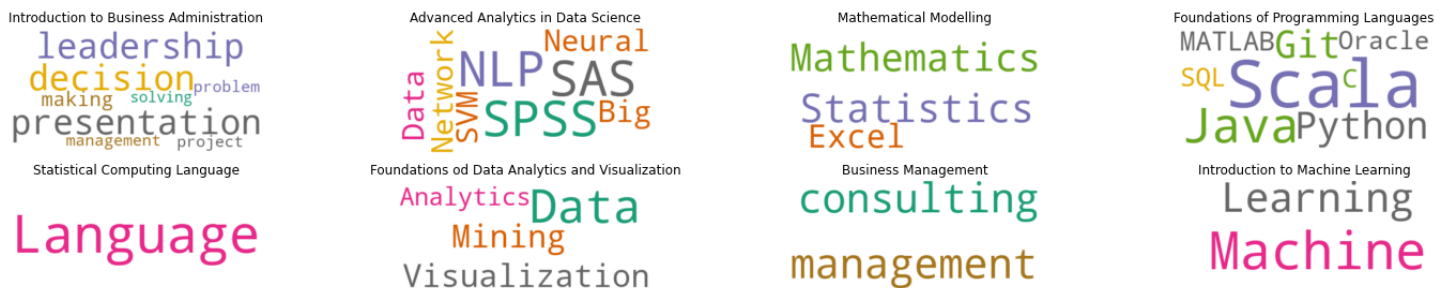 Introduction to Business Administration
leadership
decision
problem
making
solving
presentation
management
project
Advanced Analytics in Data Science
Neural
Network
NLP
SAS
Data
SVM
SPSS
Big
Mathematical Modelling
Mathematics
Statistics
Excel
Foundations of Programming Languages
MATLAB
Git
Oracle
SQL
Scala
C
Java
Python
Statistical Computing Language
Language
Foundations od Data Analytics and Visualization
Analytics
Data
Mining
Visualization
Business Management
consulting
management
Introduction to Machine Learning
Learning
Machine